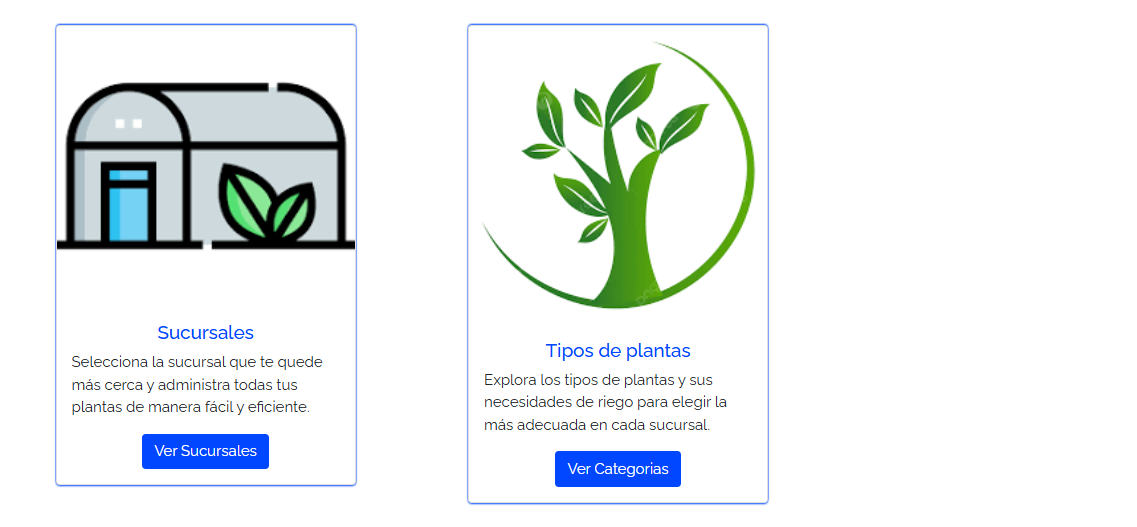 Sucursales
Selecciona la sucursal que te quede
más cerca y administra todas tus
plantas de manera fácil y eficiente.
Ver Sucursales
Tipos de plantas
Explora los tipos de plantas y sus
necesidades de riego para elegir la
más adecuada en cada sucursal.
Ver Categorias